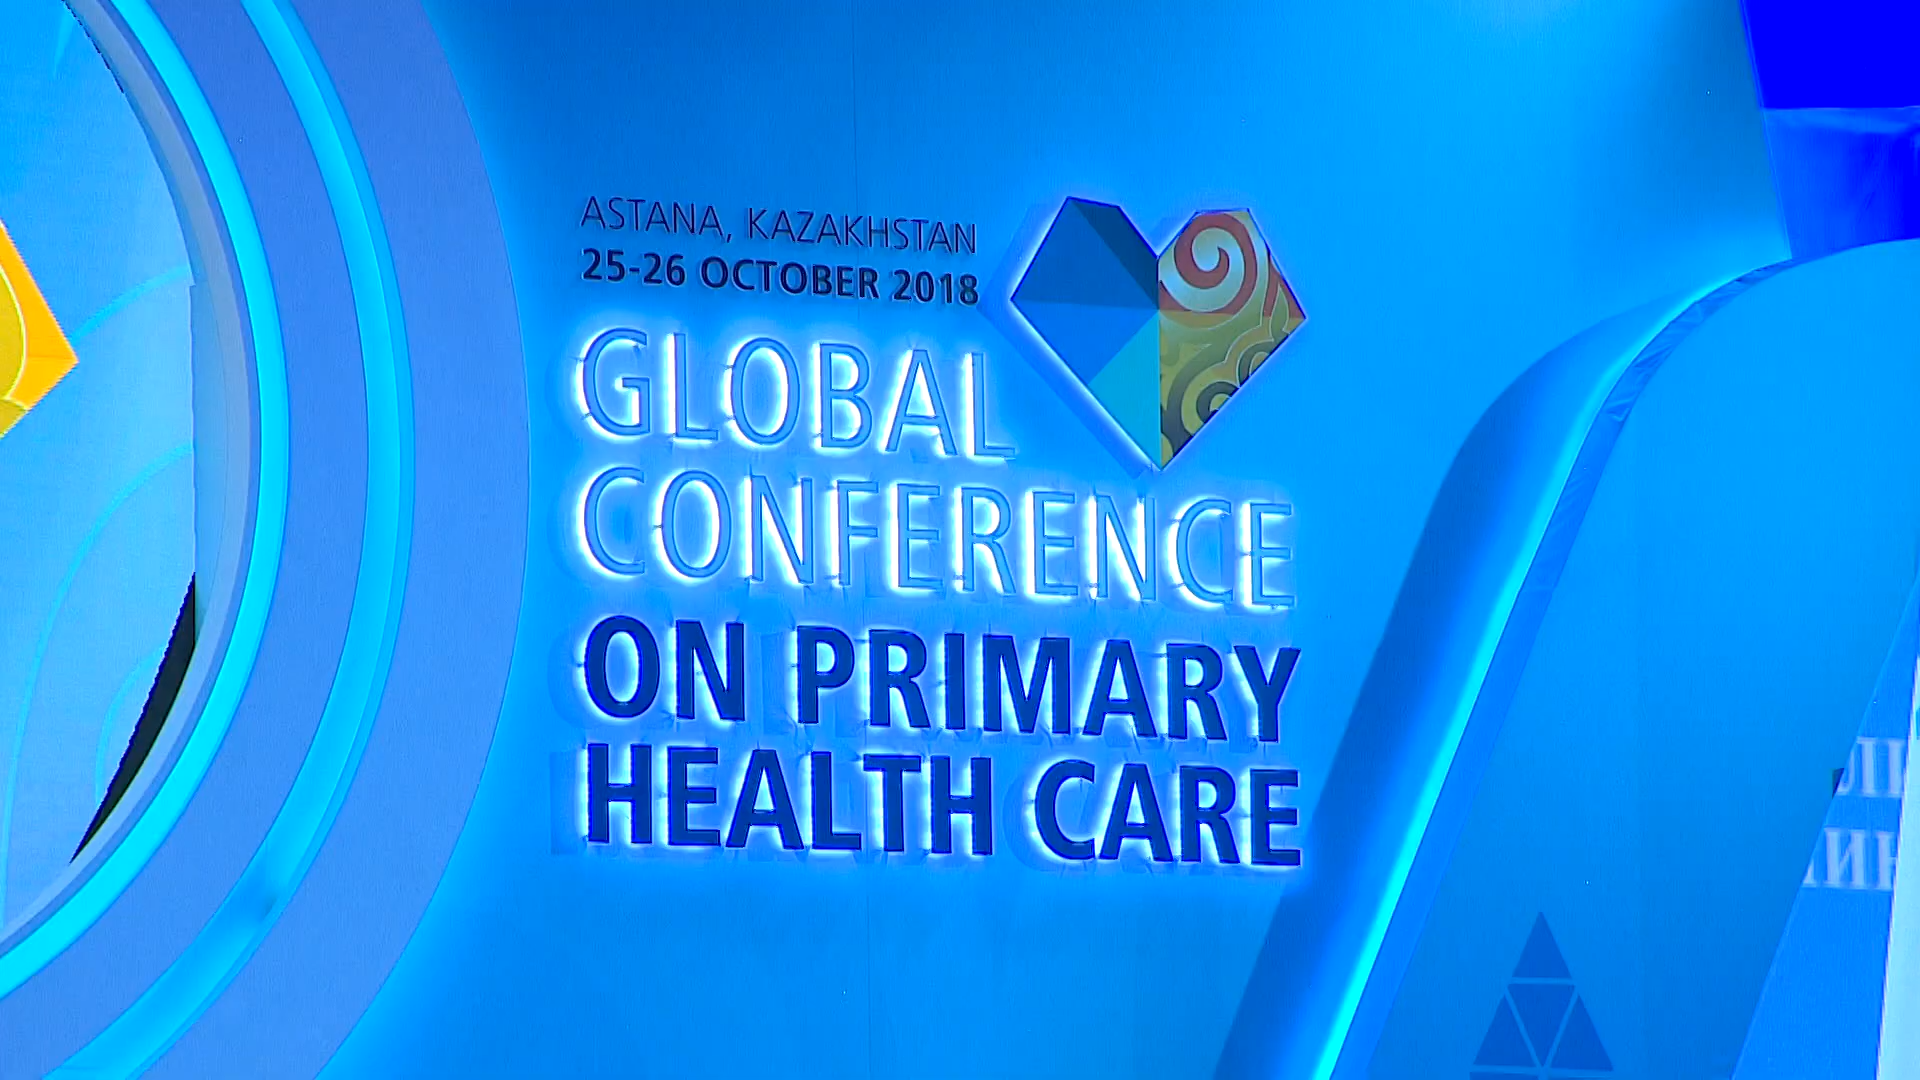 ASTANA, KAZAKHSTAN
25-26 OCTOBER 2018
GLOBAL
CONFERENCE
ON PRIMARY
HEALTH CARE